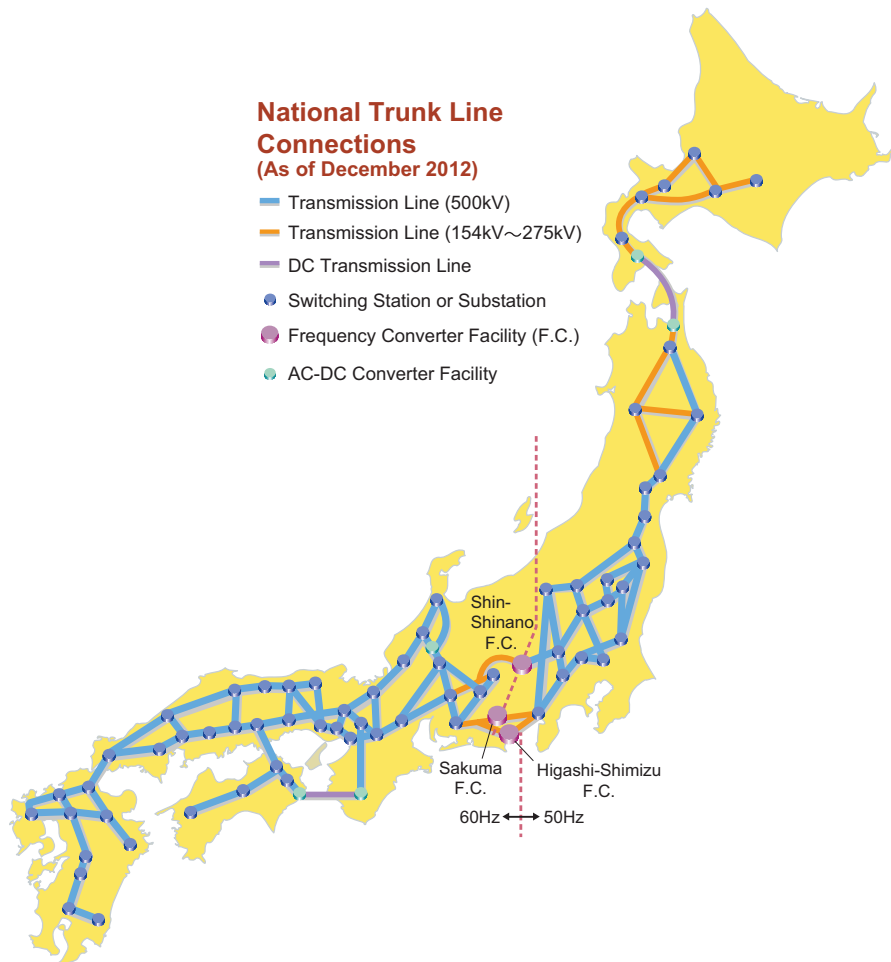 National Trunk Line
Connections
(As of December 2012)
Transmission Line (500kV)
Transmission Line (154kV～275kV)
DC Transmission Line
Switching Station or Substation
Frequency Converter Facility (F.C.)
AC-DC Converter Facility
Shin-
Shinano
F.C.
Sakuma
F.C.
Higashi-Shimizu
F.C.
60Hz
50Hz